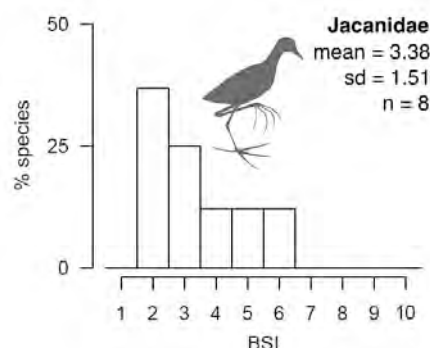 Jacanidae
mean = 3.38
sd = 1.51
n = 8
50
25
0
% species
1 2 3 4 5 6 7 8 9 10
BSI